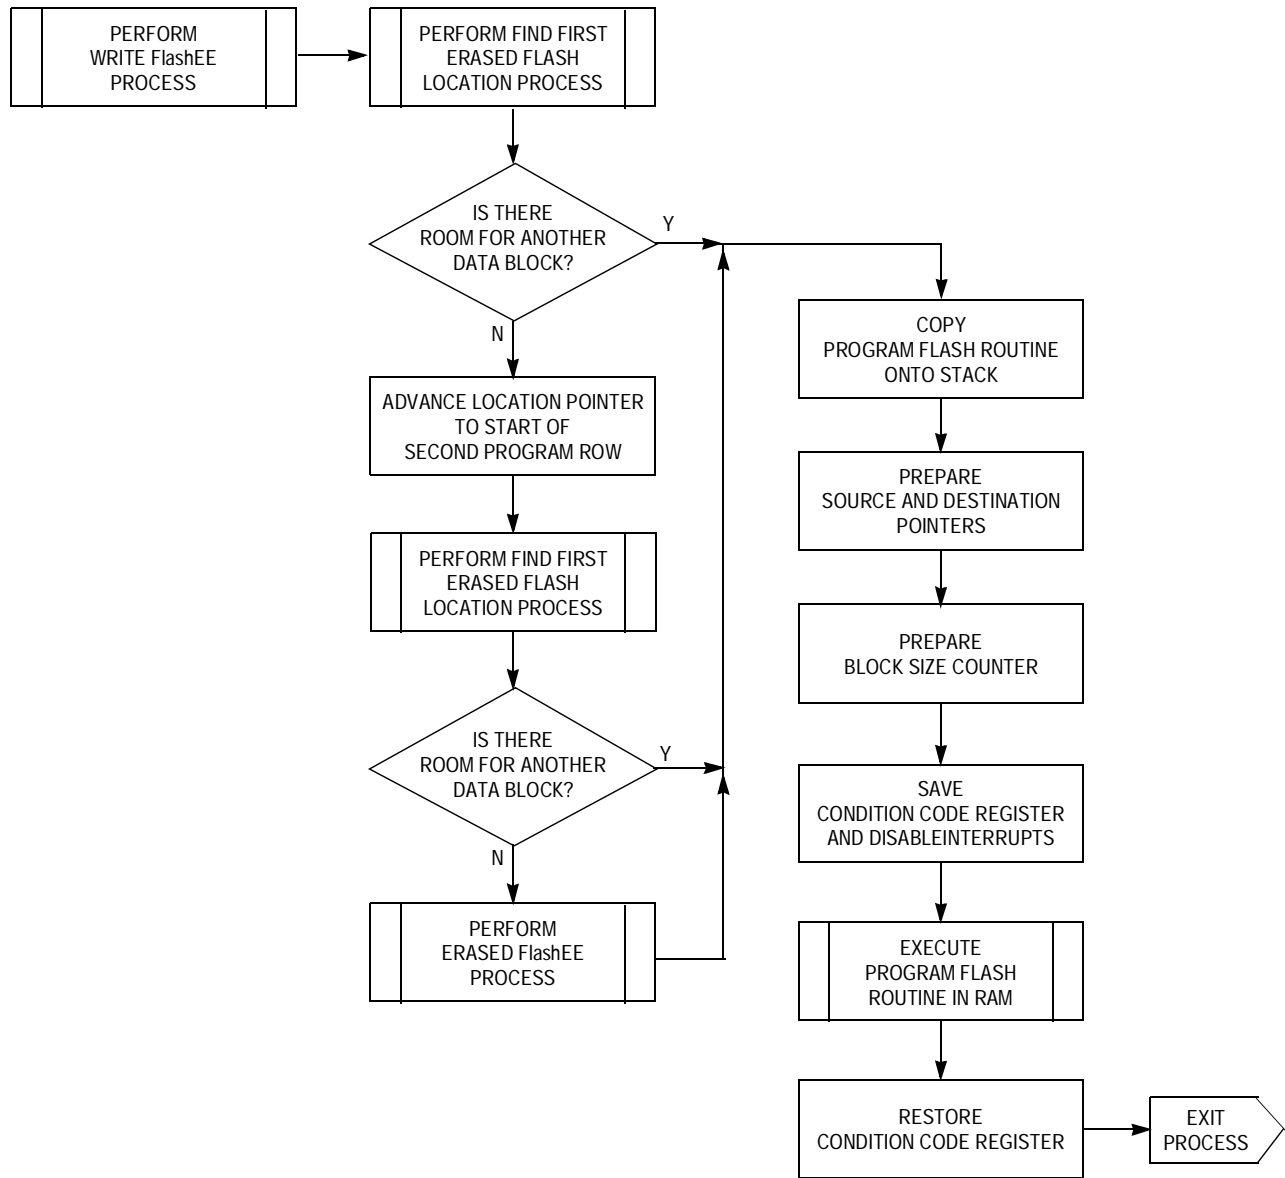 PERFORM
WRITE FlashEE
PROCESS
PERFORM FIND FIRST
ERASED FLASH
LOCATION PROCESS
IS THERE
ROOM FOR ANOTHER
DATA BLOCK?
Y
N
ADVANCE LOCATION POINTER
TO START OF
SECOND PROGRAM ROW
PERFORM FIND FIRST
ERASED FLASH
LOCATION PROCESS
IS THERE
ROOM FOR ANOTHER
DATA BLOCK?
Y
N
PERFORM
ERASED FlashEE
PROCESS
COPY
PROGRAM FLASH ROUTINE
ONTO STACK
PREPARE
SOURCE AND DESTINATION
POINTERS
PREPARE
BLOCK SIZE COUNTER
SAVE
CONDITION CODE REGISTER
AND DISABLEINTERRUPTS
EXECUTE
PROGRAM FLASH
ROUTINE IN RAM
RESTORE
CONDITION CODE REGISTER
EXIT
PROCESS